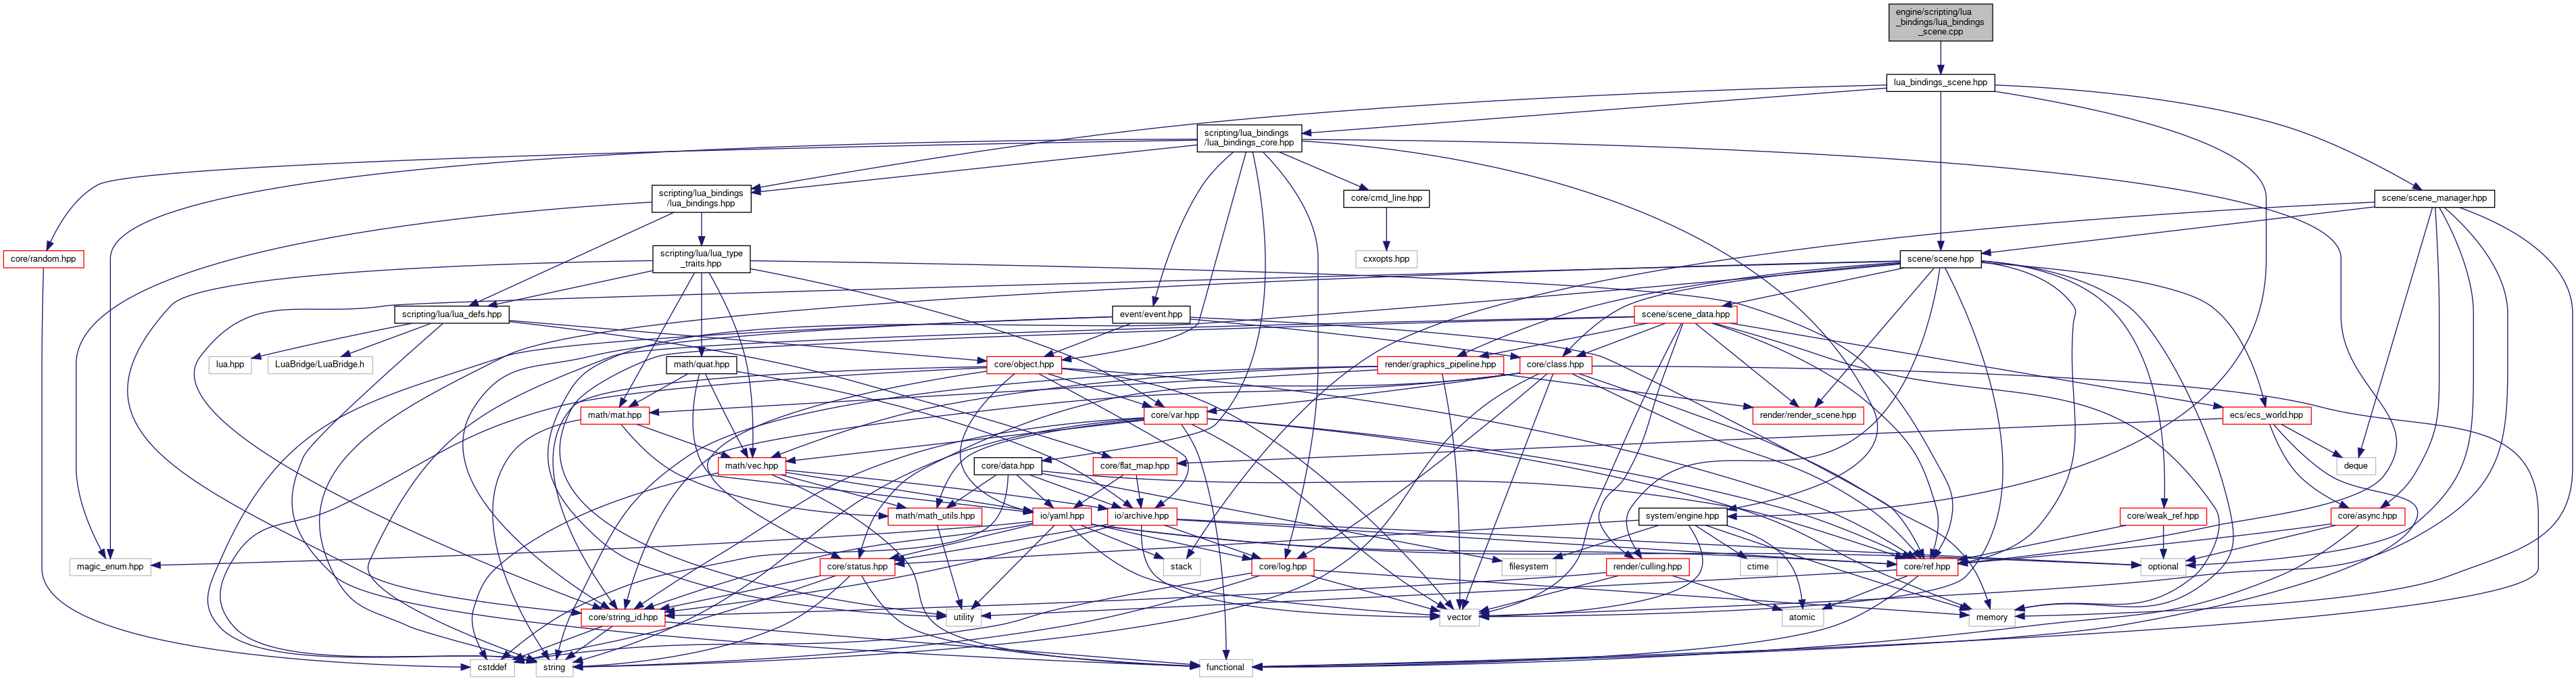 engine/scripting/lua
_bindings/lua_bindings
_scene.cpp
lua_bindings_scene.hpp
scripting/lua_bindings
/lua_bindings_core.hpp
scripting/lua_bindings
/lua_bindings.hpp
core/cmd_line.hpp
scene/scene_manager.hpp
core/random.hpp
scripting/lua/lua_type
_traits.hpp
cxxopts.hpp
scene/scene.hpp
scripting/lua/lua_defs.hpp
event/event.hpp
scene/scene_data.hpp
lua.hpp
LuaBridge/LuaBridge.h
math/quat.hpp
core/object.hpp
render/graphics_pipeline.hpp
core/class.hpp
math/mat.hpp
core/var.hpp
render/render_scene.hpp
ecs/ecs_world.hpp
math/vec.hpp
core/data.hpp
core/flat_map.hpp
deque
math/math_utils.hpp
io/yaml.hpp
io/archive.hpp
system/engine.hpp
core/weak_ref.hpp
core/async.hpp
magic_enum.hpp
core/status.hpp
stack
core/log.hpp
filesystem
render/culling.hpp
ctime
core/ref.hpp
optional
core/string_id.hpp
utility
vector
atomic
memory
cstddef
string
functional